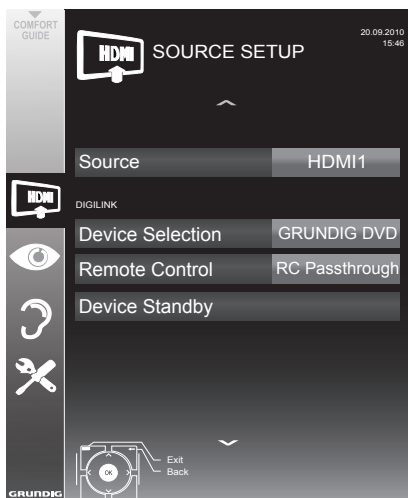 COMFORT
GUIDE
HDMI
SOURCE SETUP
20.09.2010
15:46
Source
HDMI1
HDMI
DIGILINK
Device Selection
GRUNDIG DVD
Remote Control
RC Passthrough
Device Standby
Exit
OK
Back
GRUNDIG